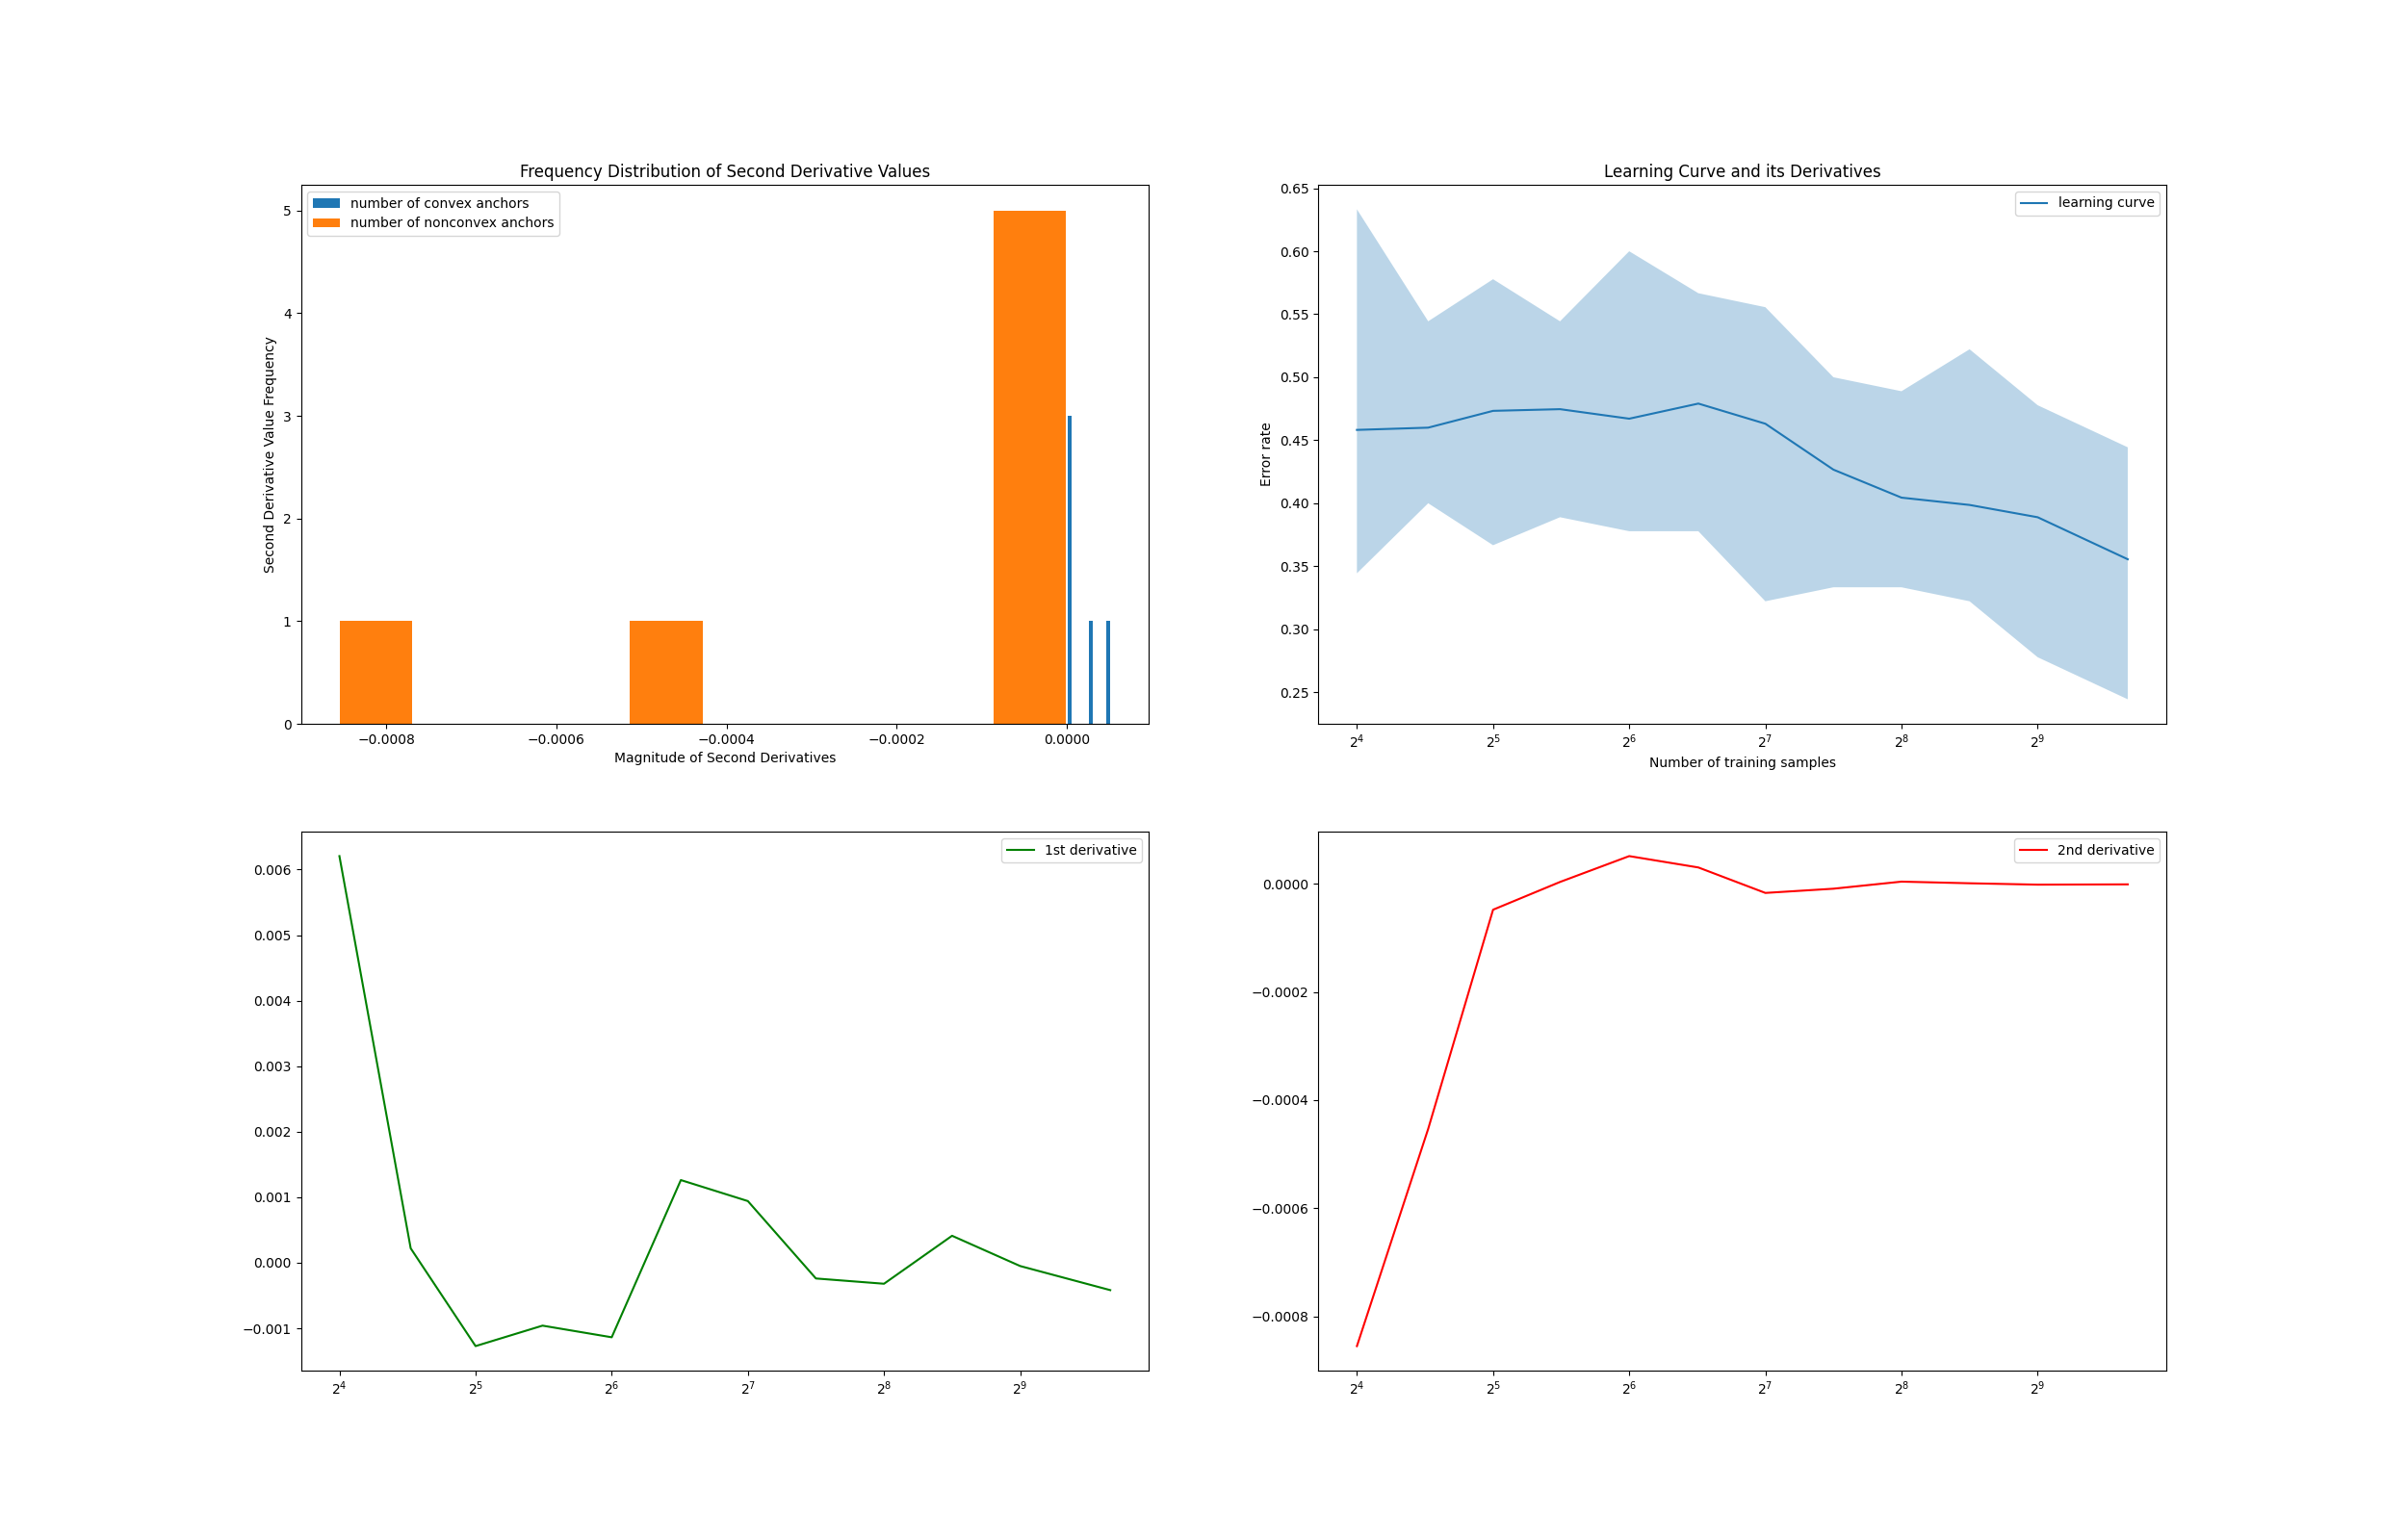 Frequency Distribution of Second Derivative Values
number of convex anchors
number of nonconvex anchors
5
4
3
2
1
0
Second Derivative Value Frequency
−0.0008 −0.0006 −0.0004 −0.0002 0.0000
Magnitude of Second Derivatives
Learning Curve and its Derivatives
learning curve
0.65
0.60
0.55
0.50
0.45
0.40
0.35
0.30
0.25
Error rate
2⁴ 2⁵ 2⁶ 2⁷ 2⁸ 2⁹
Number of training samples
1st derivative
0.006
0.005
0.004
0.003
0.002
0.001
0.000
−0.001
2⁴ 2⁵ 2⁶ 2⁷ 2⁸ 2⁹
2nd derivative
0.0000
−0.0002
−0.0004
−0.0006
−0.0008
2⁴ 2⁵ 2⁶ 2⁷ 2⁸ 2⁹